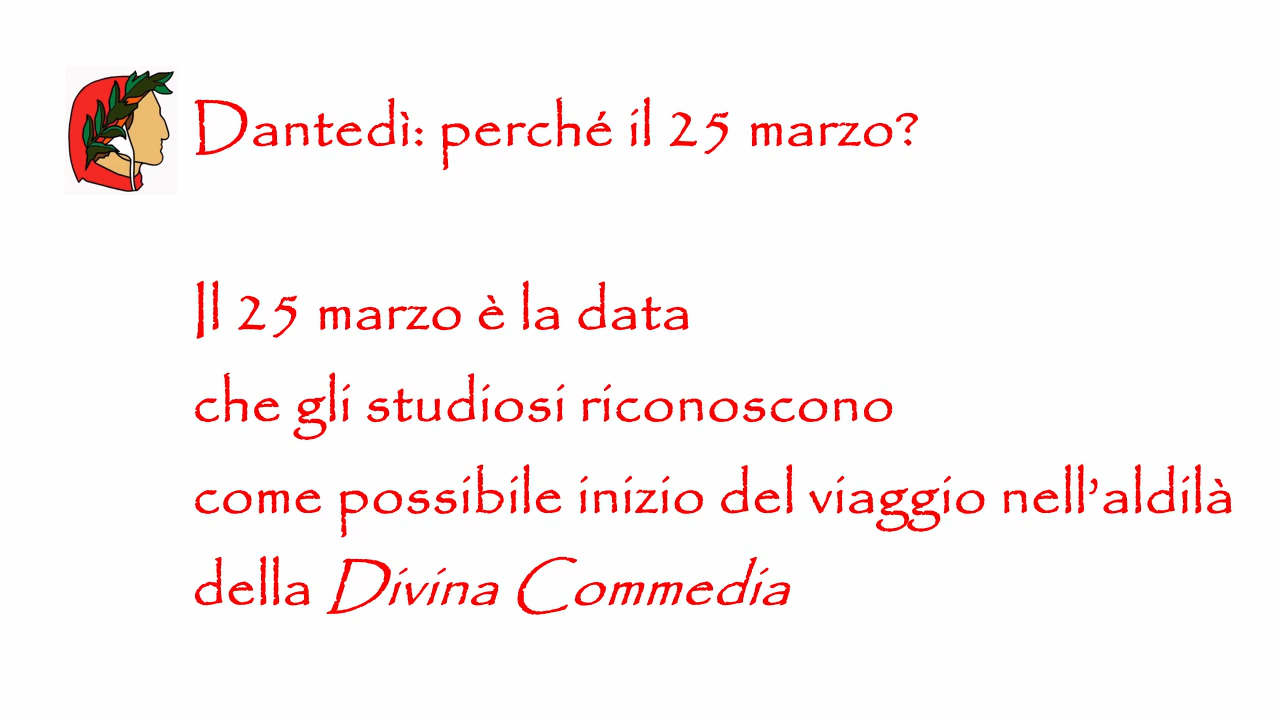 Dantedì: perché il 25 marzo?
Il 25 marzo è la data
che gli studiosi riconoscono
come possibile inizio del viaggio nell’aldilà
della Divina Commedia